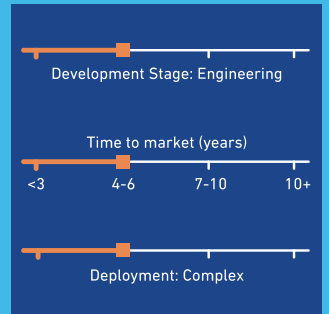 Development Stage: Engineering
Time to market (years)
<3 4-6 7-10 10+
Deployment: Complex